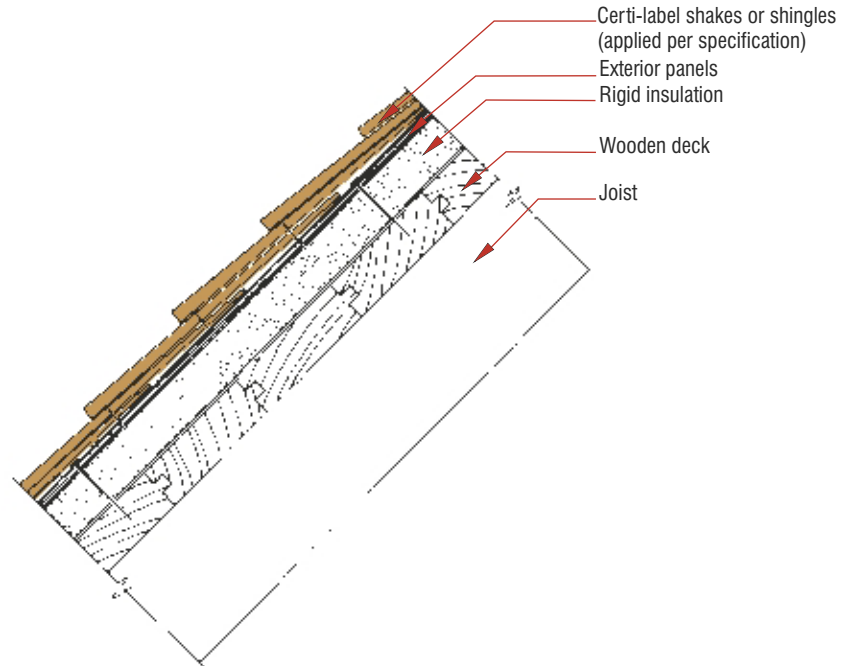 Certi-label shakes or shingles
(applied per specification)
Exterior panels
Rigid insulation
Wooden deck
Joist